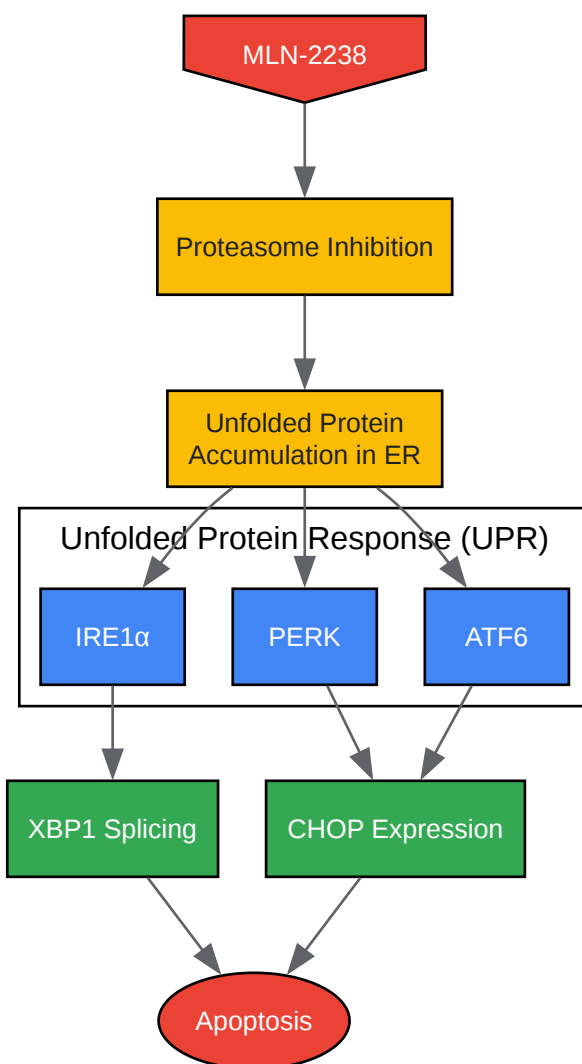 MLN-2238
Proteasome Inhibition
Unfolded Protein
Accumulation in ER
Unfolded Protein Response (UPR)
IRE1α
PERK
ATF6
XBP1 Splicing
CHOP Expression
Apoptosis